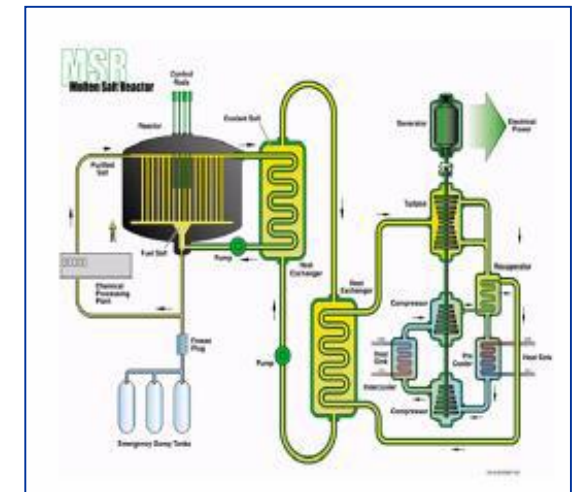 MSR
Molten Salt Reactor
Control
Rods
Reactor
Coolant Salt
Purified
Salt
Fuel Salt
Pump
Heat
Exchanger
Chemical
Processing
Plant
Freeze
Plug
Emergency Dump Tanks
Pump
Heat
Exchanger
Generator
Electrical
Power
Turbine
Recuperator
Compressor
Heat
Sink
Pre
Cooler
Heat Sink
Intercooler
Compressor